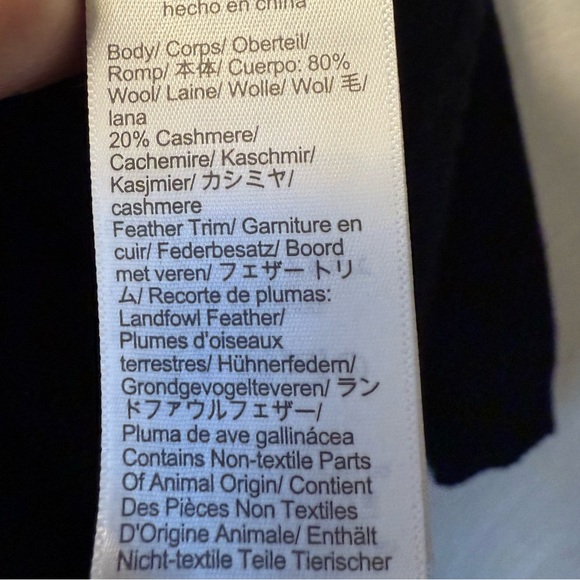 hecho en china
Body/ Corps/ Oberteil/
Romp/ 本体/ Cuerpo: 80%
Wool/ Laine/ Wolle/ Wol/ 毛/
lana
20% Cashmere/
Cachemire/ Kaschmir/
Kasjmier/ カシミヤ/
cashmere
Feather Trim/ Garniture en
cuir/ Federbesatz/ Boord
met veren/ フェザー トリ
ム/ Recorte de plumas:
Landfowl Feather/
Plumes d'oiseaux
terrestres/ Hühnerfedern/
Grondgevogelteveren/ ラン
ドファウルフェザー/
Pluma de ave gallinácea
Contains Non-textile Parts
Of Animal Origin/ Contient
Des Pièces Non Textiles
D'Origine Animale/ Enthält
Nicht-textile Teile Tierischer